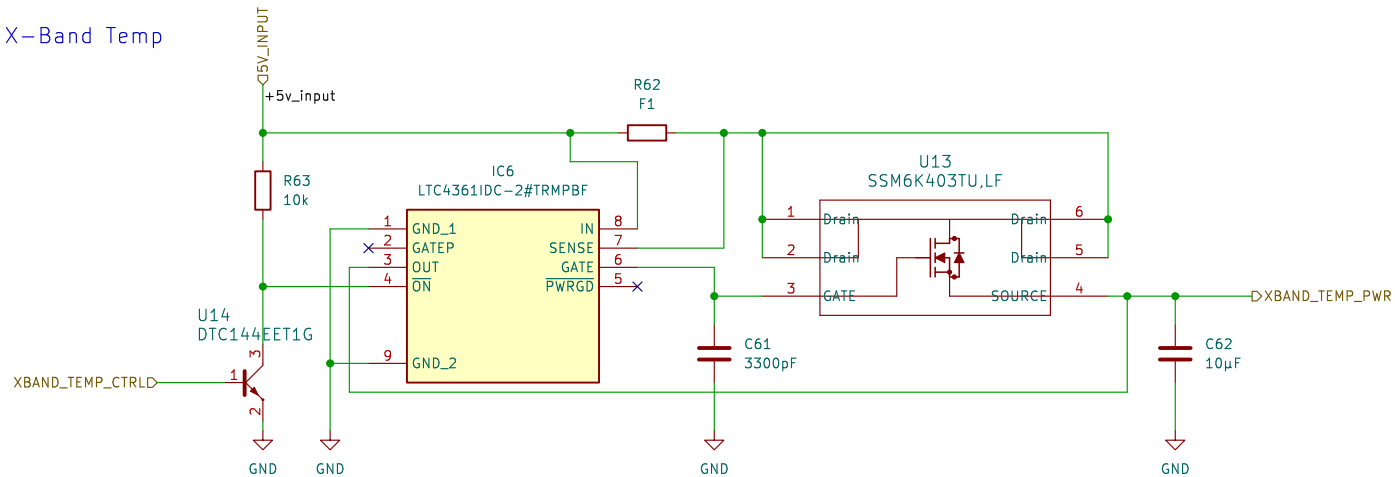 X-Band Temp
5V_INPUT
+5v_input
R62
F1
U13
SSM6K403TU,LF
IC6
LTC4361IDC-2#TRMPBF
R63
10k
1 GND_1 IN 8
2 GATEP SENSE 7
3 OUT GATE 6
4 ON PWRGD 5
9 GND_2
1 Drain Drain 6
2 Drain Drain 5
3 GATE SOURCE 4
XBAND_TEMP_PWR
U14
DTC144EET1G
3
1
2
XBAND_TEMP_CTRL
C61
3300pF
C62
10µF
GND GND GND GND